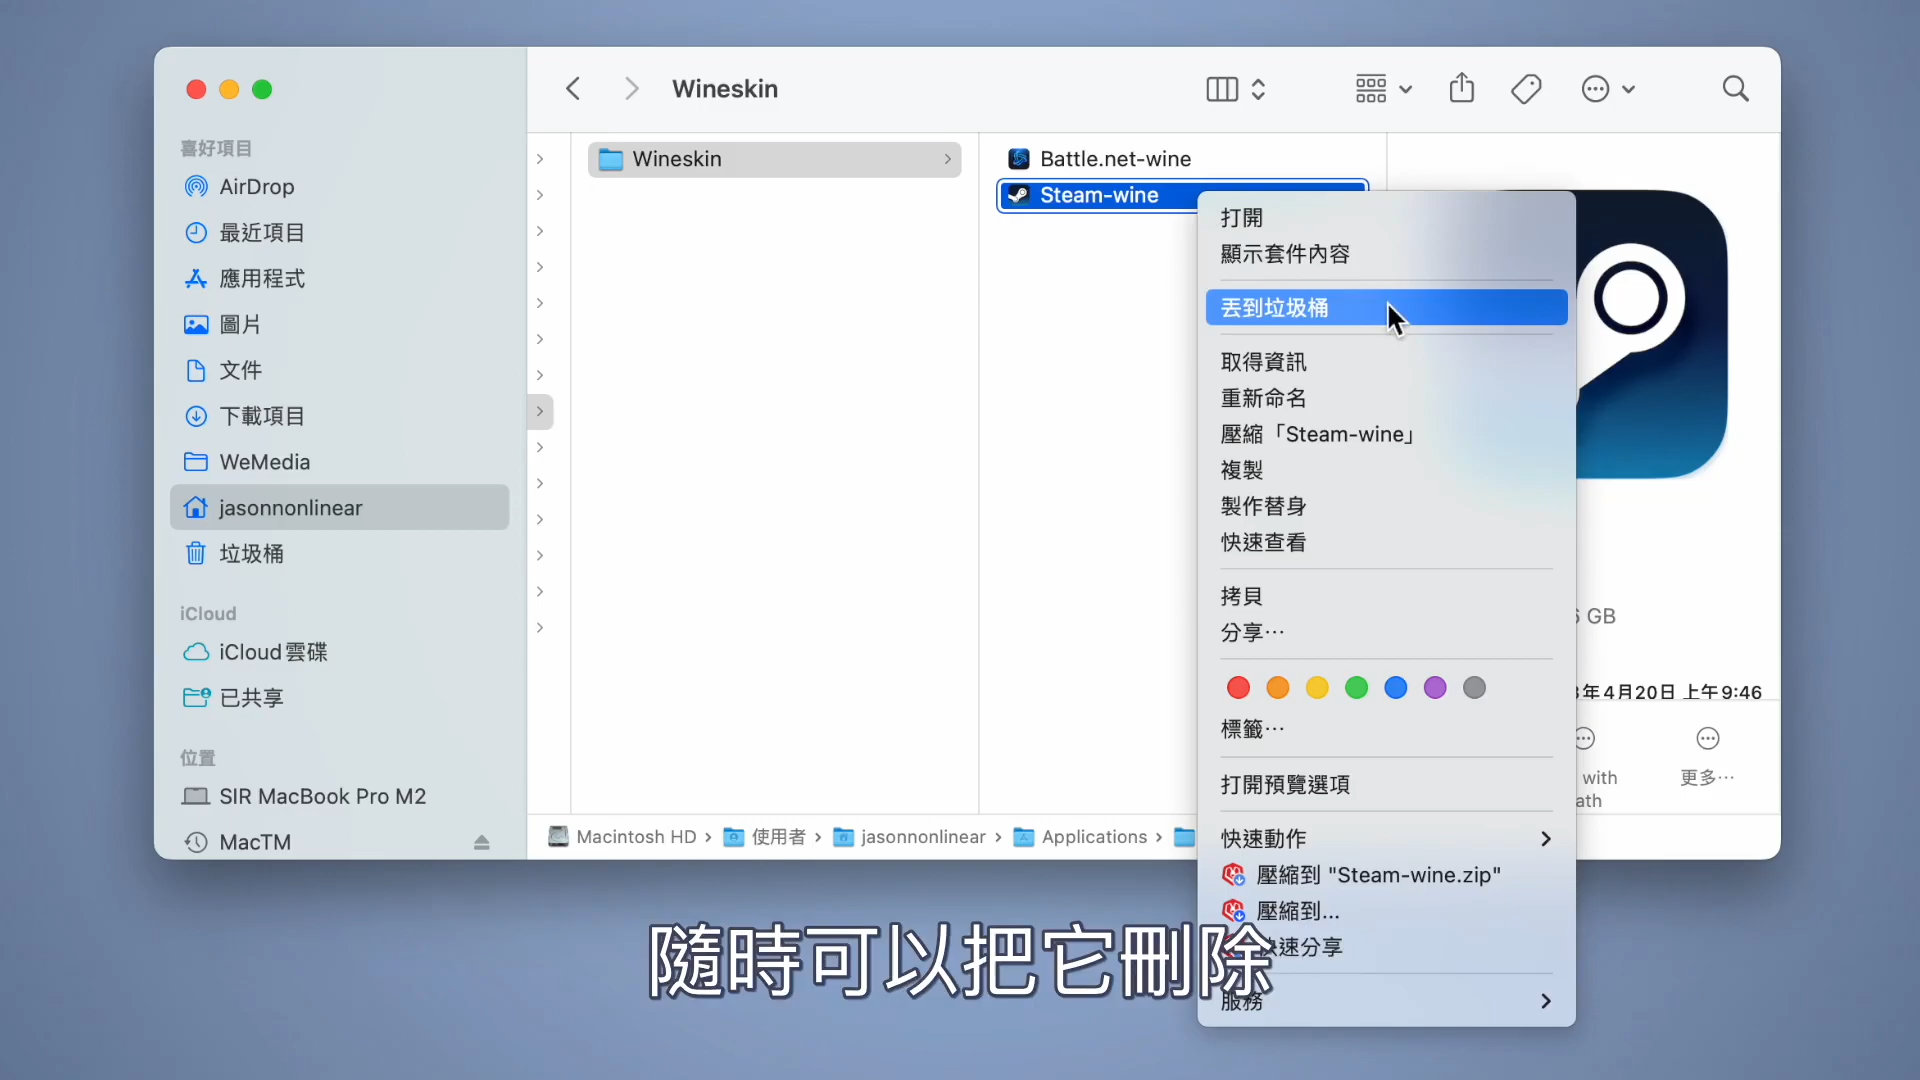 Wineskin
喜好項目
AirDrop
最近項目
應用程式
圖片
文件
下載項目
WeMedia
jasonnonlinear
垃圾桶
iCloud
iCloud雲碟
已共享
位置
SIR MacBook Pro M2
MacTM
Wineskin
Battle.net-wine
Steam-wine
打開
顯示套件內容
丟到垃圾桶
取得資訊
重新命名
壓縮「Steam-wine」
複製
製作替身
快速查看
拷貝
分享⋯
標籤⋯
打開預覽選項
快速動作
壓縮到 "Steam-wine.zip"
壓縮到...
快速分享
服務
GB
年4月20日 上午9:46
with
更多⋯
Macintosh HD › 使用者 › jasonnonlinear › Applications ›
隨時可以把它刪除